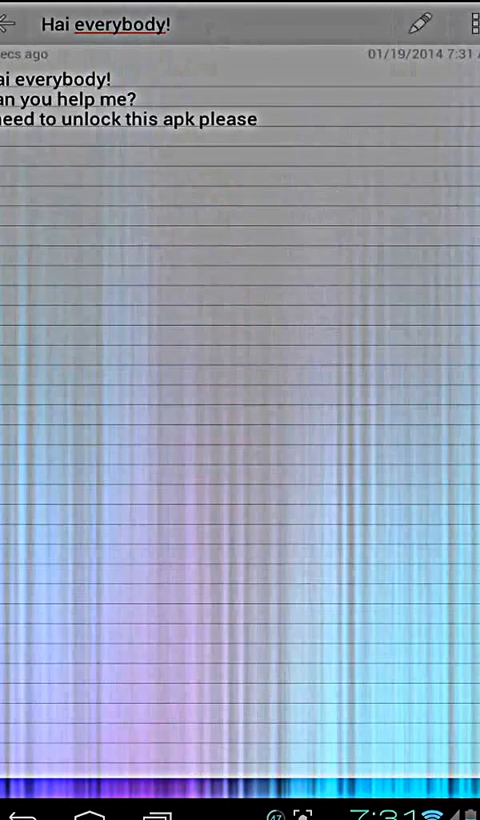 Hai everybody!
ecs ago 01/19/2014 7:31
ai everybody!
an you help me?
need to unlock this apk please
47 7:31